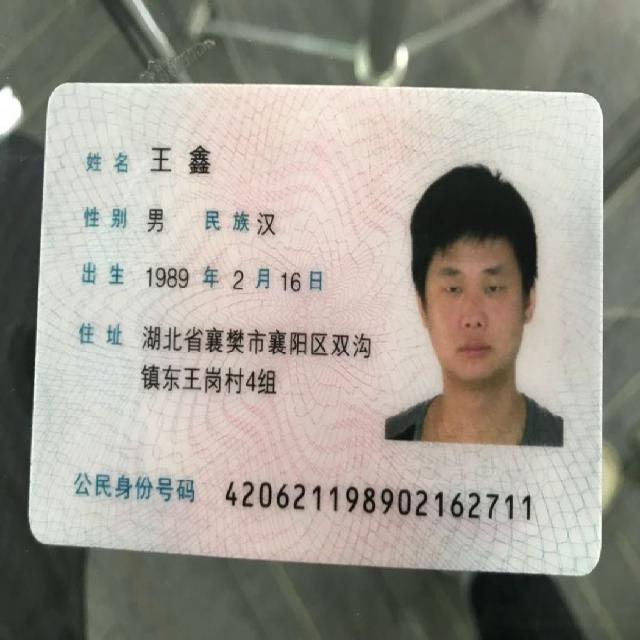 姓名 王鑫
性别 男 民族 汉
出生 1989 年 2 月 16 日
住址 湖北省襄樊市襄阳区双沟
镇东王岗村4组
公民身份号码 420621198902162711